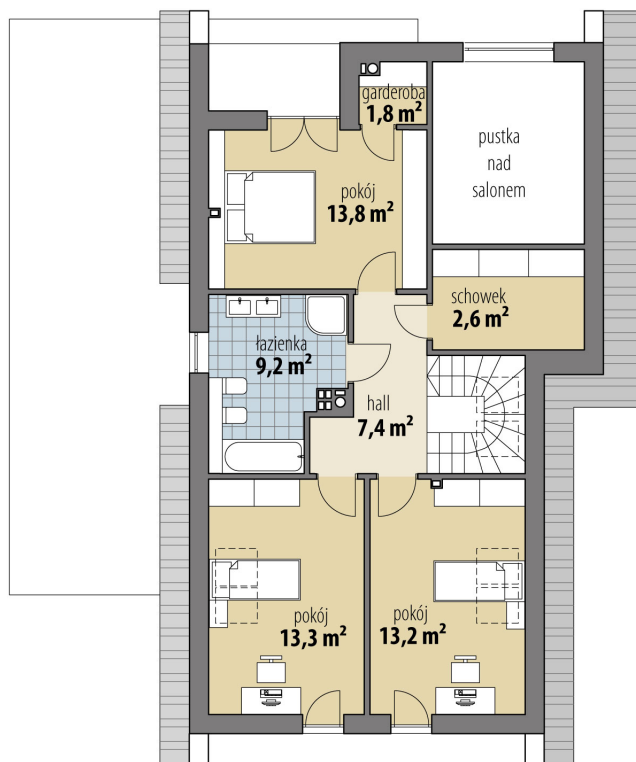 garderoba
1,8 m²
pustka
nad
salonem
pokój
13,8 m²
schowek
2,6 m²
łazienka
9,2 m²
hall
7,4 m²
pokój
13,3 m²
pokój
13,2 m²